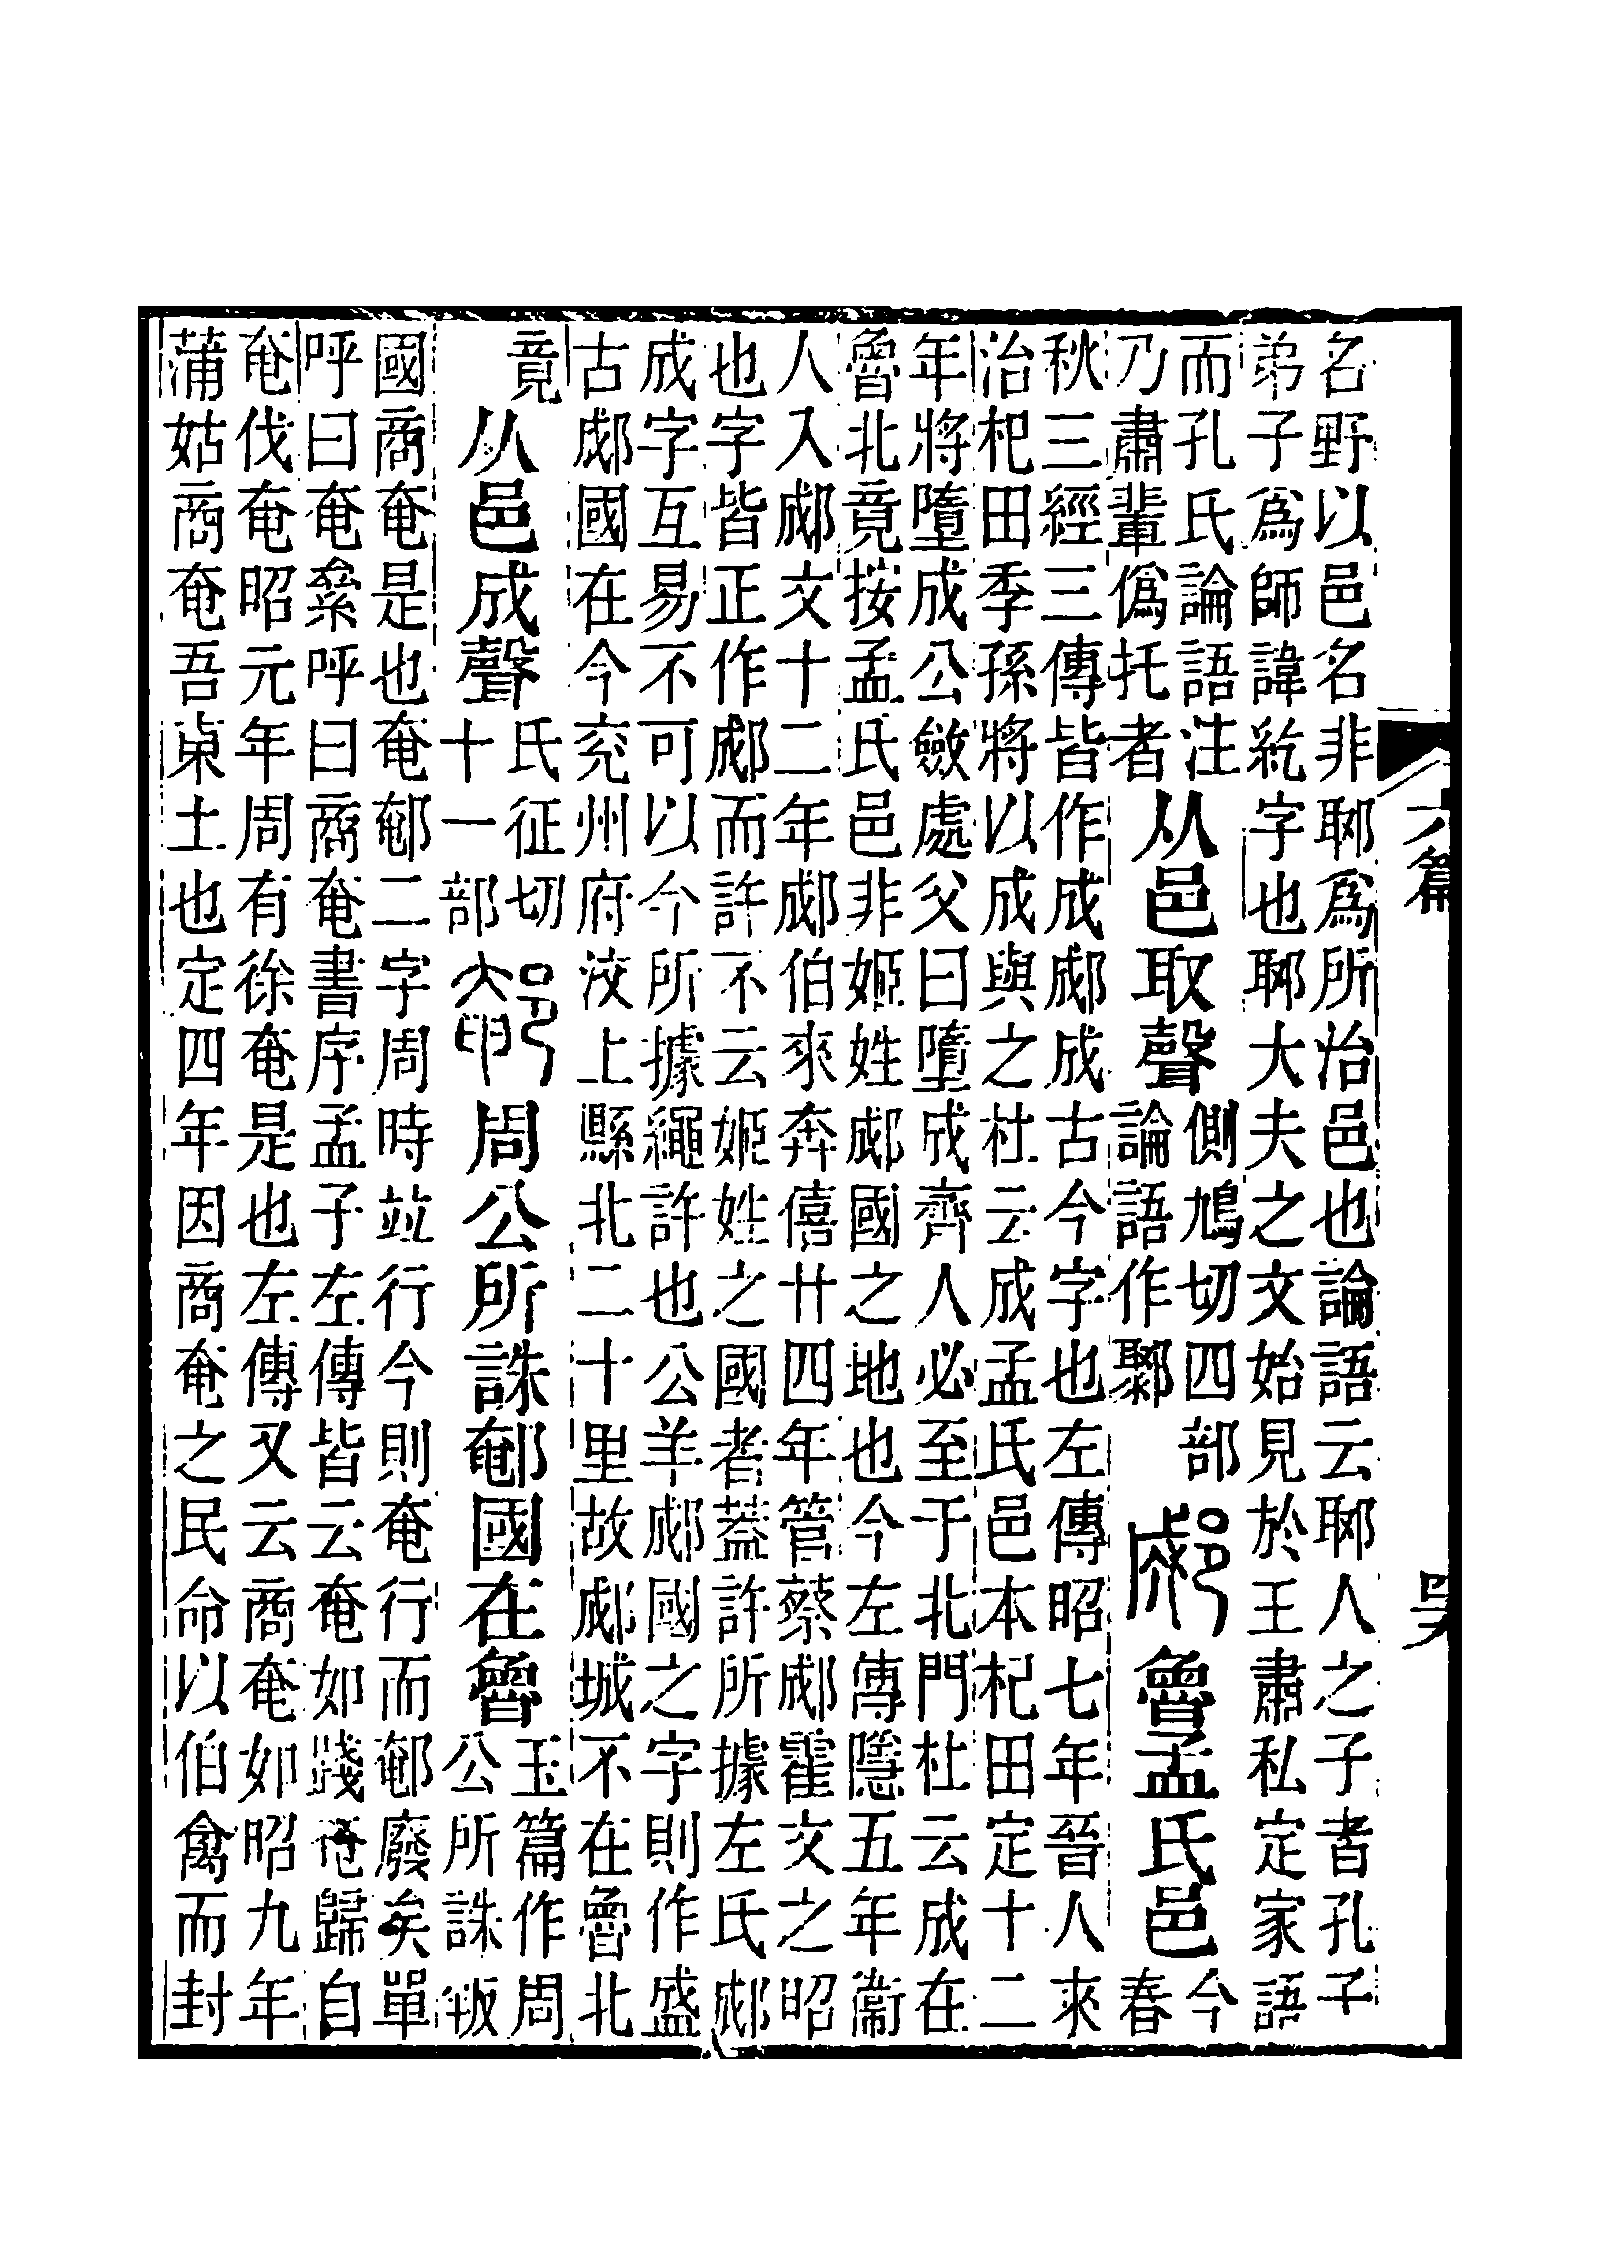 六篇
名野以邑名非郰爲所治邑也論語云郰人之子者孔子
弟子爲師諱紇字也郰大夫之文始見於王肅私定家語
而孔氏論語注乃肅輩僞托者从邑取聲側鳩切四部論語作鄹郕魯孟氏邑今春
秋三經三傳皆作成郕成古今字也左傳昭七年晉人來
治杞田季孫將以成與之杜云成孟氏邑本杞田定十二
年將墮成公斂處父曰墮成齊人必至于北門杜云成在
魯北竟按孟氏邑非姬姓郕國之地也今左傳隱五年衞
人入郕文十二年郕伯來奔僖廿四年管蔡郕霍文之昭
也字皆正作郕而許不云姬姓之國者蓋許所據左氏郕
成字互易不可以今所據繩許也公羊郕國之字則作盛
古郕國在今兖州府汶上縣北二十里故郕城不在魯北
竟从邑成聲氏征切十一部𨛌周公所誅𨛌國在魯玉篇作周公所誅叛
國商奄是也奄𨛌二字周時竝行今則奄行而𨛌廢矣單
呼曰奄絫呼曰商奄書序孟子左傳皆云奄如踐奄歸自
奄伐奄昭元年周有徐奄是也左傳又云商奄如昭九年
蒲姑商奄吾東土也定四年因商奄之民命以伯禽而封